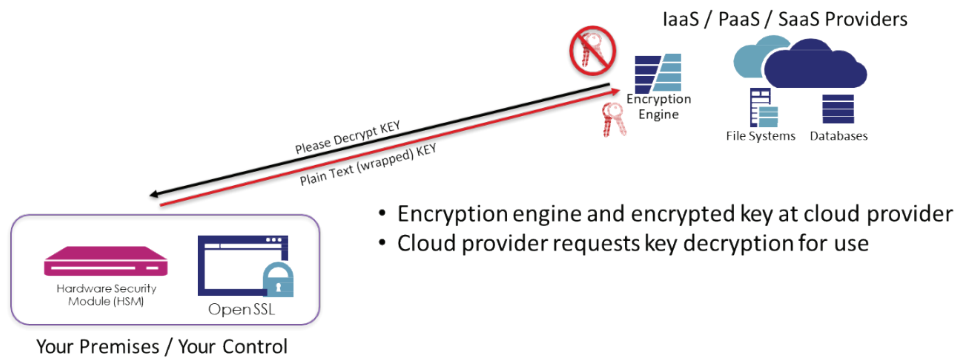 IaaS / PaaS / SaaS Providers
Encryption
Engine
File Systems
Databases
Please Decrypt KEY
Plain Text (wrapped) KEY
• Encryption engine and encrypted key at cloud provider
• Cloud provider requests key decryption for use
Hardware Security
Module (HSM)
OpenSSL
Your Premises / Your Control